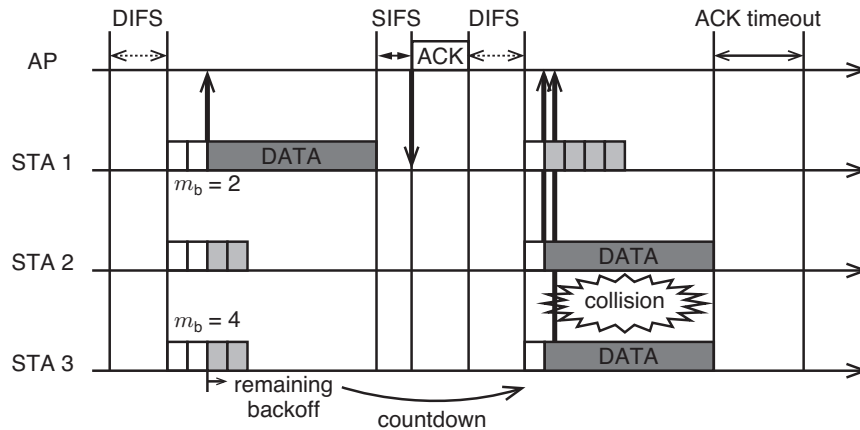 DIFS
SIFS
DIFS
ACK timeout
AP
ACK
STA 1
DATA
m_b = 2
STA 2
DATA
collision
m_b = 4
STA 3
DATA
remaining
backoff
countdown